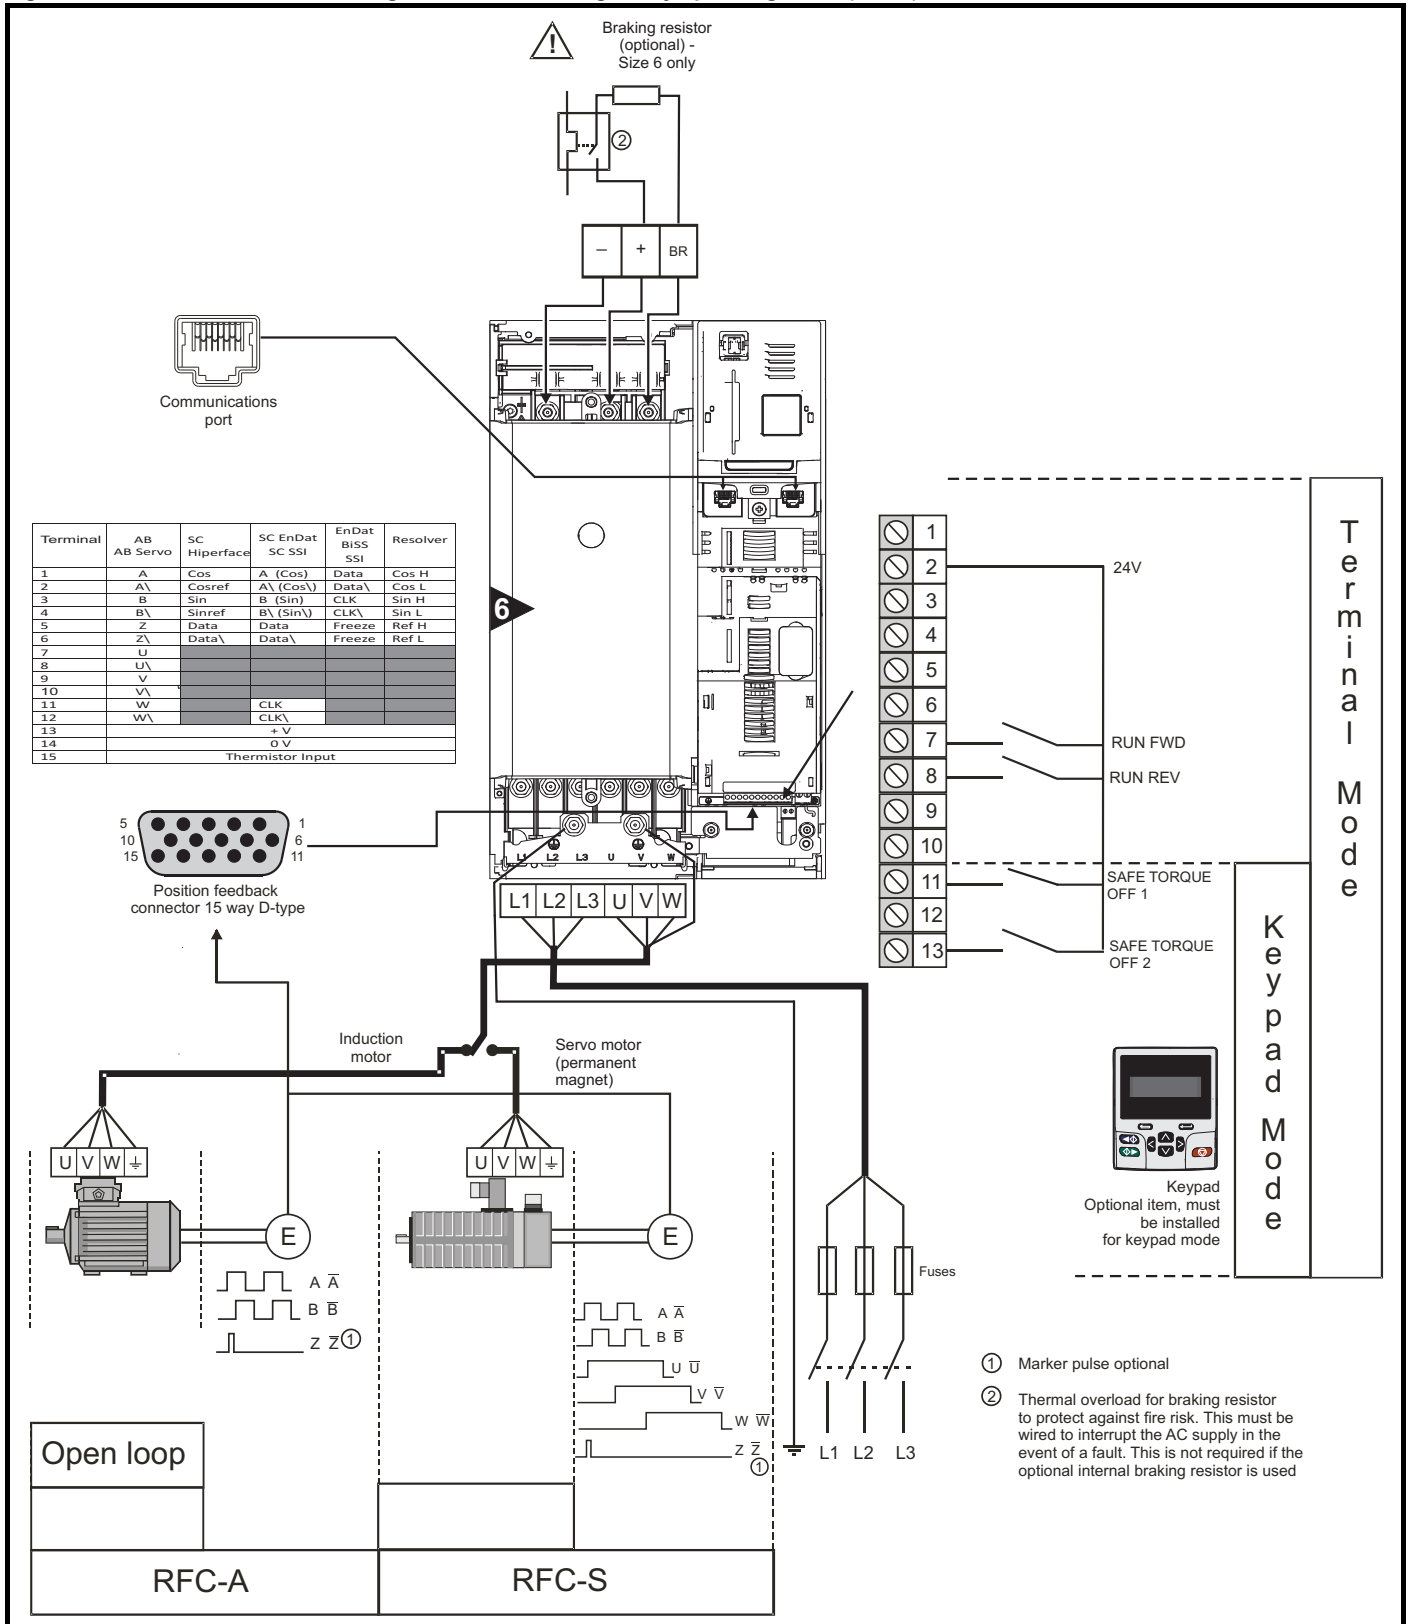 Braking resistor
(optional) -
Size 6 only
2
– + BR
Communications
port
Terminal AB AB Servo SC Hiperface SC EnDat SC SSI EnDat BiSS SSI Resolver
1 A Cos A (Cos) Data Cos H
2 A\ Cosref A\ (Cos\) Data\ Cos L
3 B Sin B (Sin) CLK Sin H
4 B\ Sinref B\ (Sin\) CLK\ Sin L
5 Z Data Data Freeze Ref H
6 Z\ Data\ Data\ Freeze Ref L
7 U
8 U\
9 V
10 V\
11 W CLK
12 W\ CLK\
13 + V
14 0 V
15 Thermistor Input
6
1
2 24V
3
4
5
6
7 RUN FWD
8 RUN REV
9
10
11 SAFE TORQUE
OFF 1
12
13 SAFE TORQUE
OFF 2
Terminal Mode
Keypad Mode
5 1
10 6
15 11
Position feedback
connector 15 way D-type
L1 L2 L3 U V W
L1 L2 L3 U V W
Induction
motor
Servo motor
(permanent
magnet)
U V W
U V W
E
E
A A̅
B B̅
Z Z̅ 1
A A̅
B B̅
U U̅
V V̅
W W̅
Z Z̅
1
Keypad
Optional item, must
be installed
for keypad mode
Fuses
L1 L2 L3
1 Marker pulse optional
2 Thermal overload for braking resistor
to protect against fire risk. This must be
wired to interrupt the AC supply in the
event of a fault. This is not required if the
optional internal braking resistor is used
Open loop
RFC-A
RFC-S